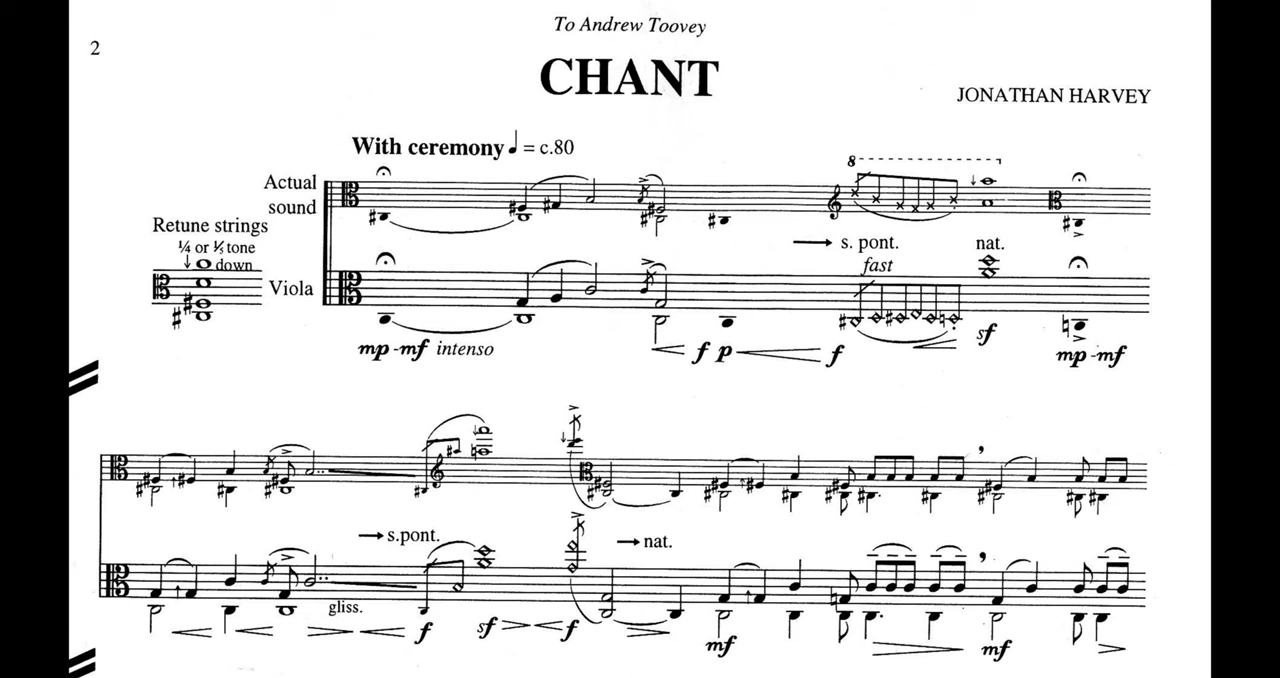 To Andrew Toovey
2
CHANT
JONATHAN HARVEY
With ceremony ♩ = c.80
8
Actual
sound
Retune strings
¼ or ⅕ tone
down
s. pont. nat.
fast
Viola
mp - mf intenso f p f sf mp - mf
s.pont. nat.
gliss.
f sf f mf mf